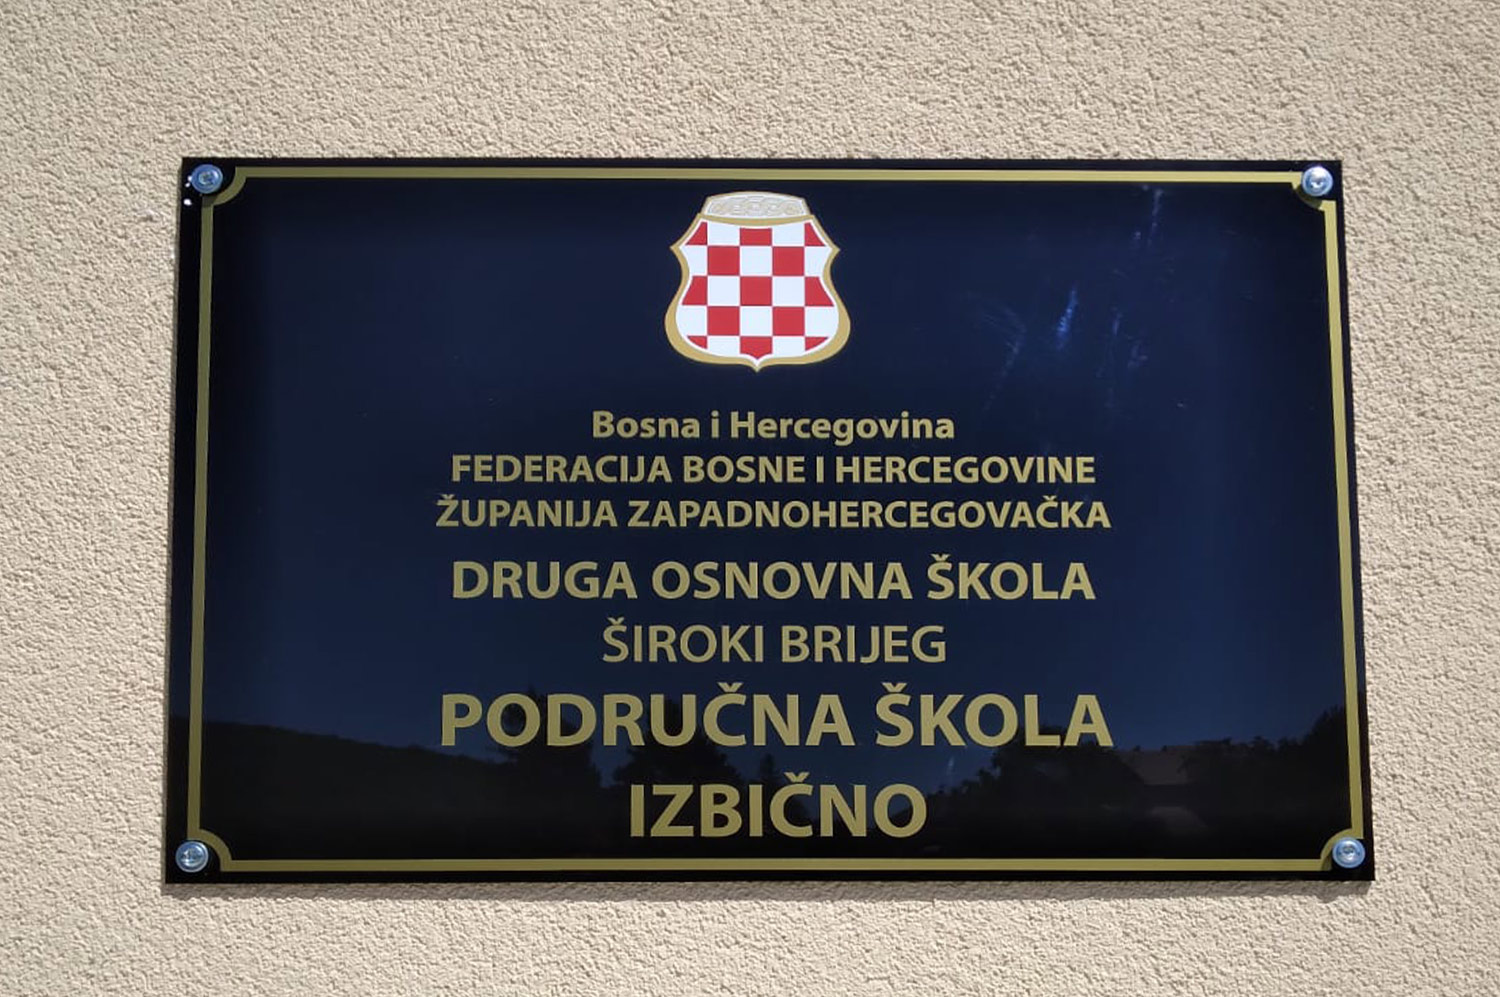 Bosna i Hercegovina
FEDERACIJA BOSNE I HERCEGOVINE
ŽUPANIJA ZAPADNOHERCEGOVAČKA
DRUGA OSNOVNA ŠKOLA
ŠIROKI BRIJEG
PODRUČNA ŠKOLA
IZBIČNO